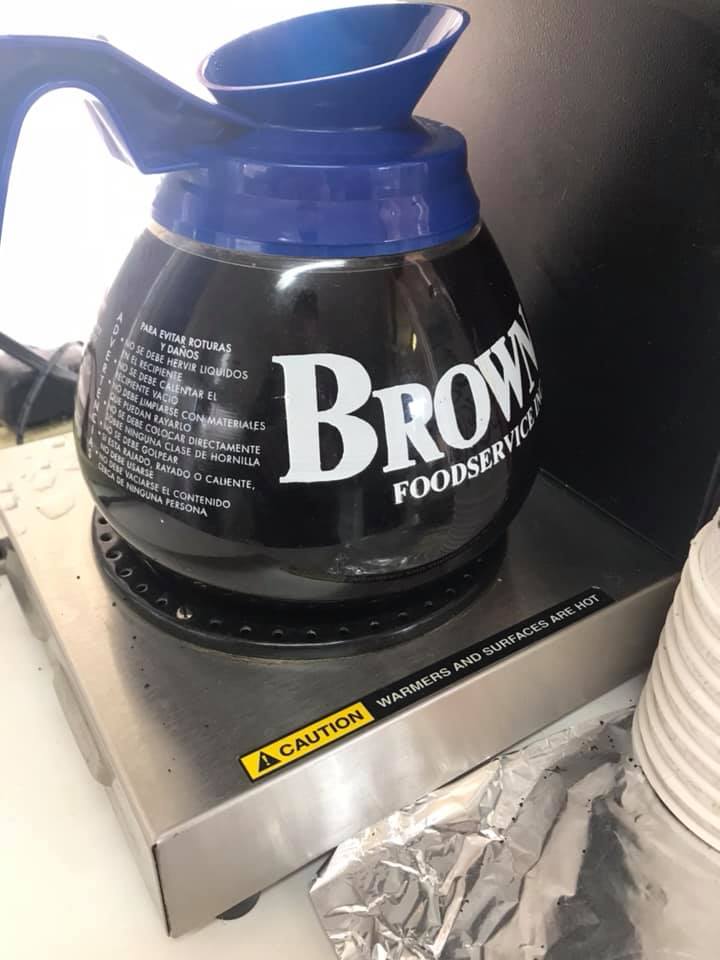 ADVERTENCIAS
PARA EVITAR ROTURAS
Y DAÑOS
• NO SE DEBE HERVIR LIQUIDOS
EN EL RECIPIENTE
• NO SE DEBE CALENTAR EL
RECIPIENTE VACIO
• NO DEBE LIMPIARSE CON MATERIALES
QUE PUEDAN RAYARLO
• NO SE DEBE COLOCAR DIRECTAMENTE
SOBRE NINGUNA CLASE DE HORNILLA
• NO SE DEBE GOLPEAR
• SI ESTA RAJADO, RAYADO O CALIENTE,
NO DEBE USARSE
• NO DEBE VACIARSE EL CONTENIDO
CERCA DE NINGUNA PERSONA
BROWN
FOODSERVICE
CAUTION WARMERS AND SURFACES ARE HOT